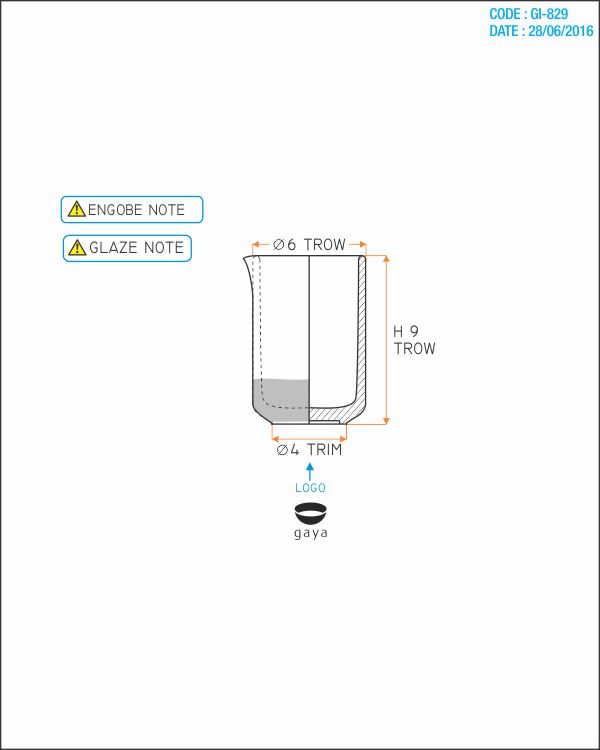 CODE : GI-829
DATE : 28/06/2016
ENGOBE NOTE
GLAZE NOTE
Ø6 TROW
H 9
TROW
Ø4 TRIM
LOGO
gaya